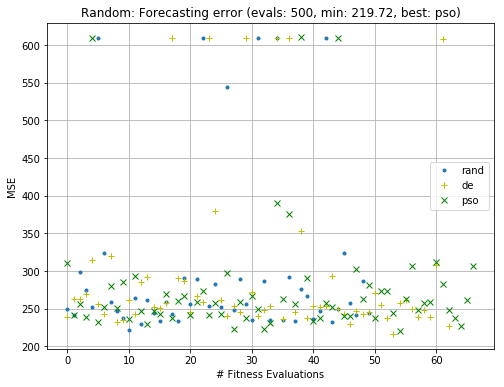 Random: Forecasting error (evals: 500, min: 219.72, best: pso)
MSE
600
550
500
450
400
350
300
250
200
rand
de
pso
0 10 20 30 40 50 60
# Fitness Evaluations